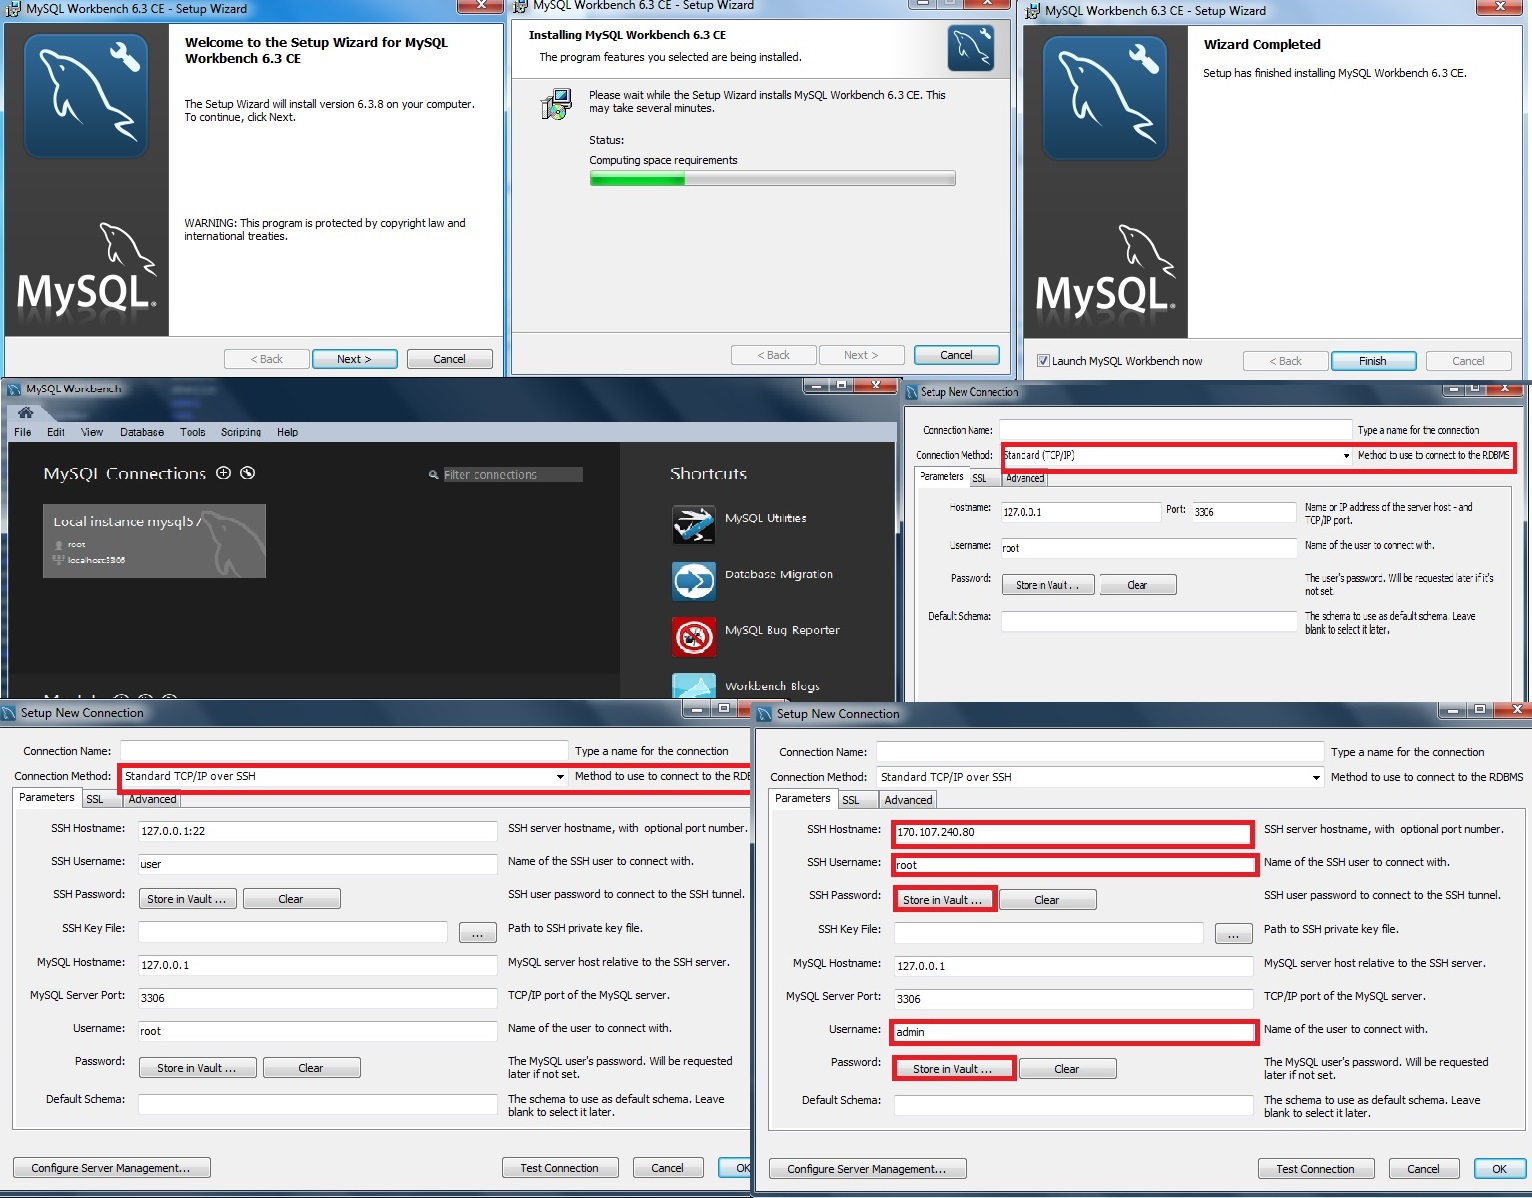 MySQL Workbench 6.3 CE - Setup Wizard
Welcome to the Setup Wizard for MySQL
Workbench 6.3 CE
The Setup Wizard will install version 6.3.8 on your computer.
To continue, click Next.
WARNING: This program is protected by copyright law and
international treaties.
MySQL®
< Back
Next >
Cancel
MySQL Workbench 6.3 CE - Setup Wizard
Installing MySQL Workbench 6.3 CE
The program features you selected are being installed.
Please wait while the Setup Wizard installs MySQL Workbench 6.3 CE. This
may take several minutes.
Status:
Computing space requirements
< Back
Next >
Cancel
MySQL Workbench 6.3 CE - Setup Wizard
Wizard Completed
Setup has finished installing MySQL Workbench 6.3 CE.
MySQL®
Launch MySQL Workbench now
< Back
Finish
Cancel
MySQL Workbench
File Edit View Database Tools Scripting Help
MySQL Connections
Filter connections
Local instance mysql57
root
localhost:3306
Shortcuts
MySQL Utilities
Database Migration
MySQL Bug Reporter
Workbench Blogs
Setup New Connection
Connection Name: Type a name for the connection
Connection Method: Standard (TCP/IP) Method to use to connect to the RDBMS
Parameters SSL Advanced
Hostname: 127.0.0.1 Port: 3306 Name or IP address of the server host - and
TCP/IP port.
Username: root Name of the user to connect with.
Password: Store in Vault ... Clear The user's password. Will be requested later if it's
not set.
Default Schema: The schema to use as default schema. Leave
blank to select it later.
Setup New Connection
Connection Name: Type a name for the connection
Connection Method: Standard TCP/IP over SSH Method to use to connect to the RDB
Parameters SSL Advanced
SSH Hostname: 127.0.0.1:22 SSH server hostname, with optional port number.
SSH Username: user Name of the SSH user to connect with.
SSH Password: Store in Vault ... Clear SSH user password to connect to the SSH tunnel.
SSH Key File: ... Path to SSH private key file.
MySQL Hostname: 127.0.0.1 MySQL server host relative to the SSH server.
MySQL Server Port: 3306 TCP/IP port of the MySQL server.
Username: root Name of the user to connect with.
Password: Store in Vault ... Clear The MySQL user's password. Will be requested
later if not set.
Default Schema: The schema to use as default schema. Leave
blank to select it later.
Configure Server Management... Test Connection Cancel OK
Setup New Connection
Connection Name: Type a name for the connection
Connection Method: Standard TCP/IP over SSH Method to use to connect to the RDBMS
Parameters SSL Advanced
SSH Hostname: 170.107.240.80 SSH server hostname, with optional port number.
SSH Username: root Name of the SSH user to connect with.
SSH Password: Store in Vault ... Clear SSH user password to connect to the SSH tunnel.
SSH Key File: ... Path to SSH private key file.
MySQL Hostname: 127.0.0.1 MySQL server host relative to the SSH server.
MySQL Server Port: 3306 TCP/IP port of the MySQL server.
Username: admin Name of the user to connect with.
Password: Store in Vault ... Clear The MySQL user's password. Will be requested
later if not set.
Default Schema: The schema to use as default schema. Leave
blank to select it later.
Configure Server Management... Test Connection Cancel OK